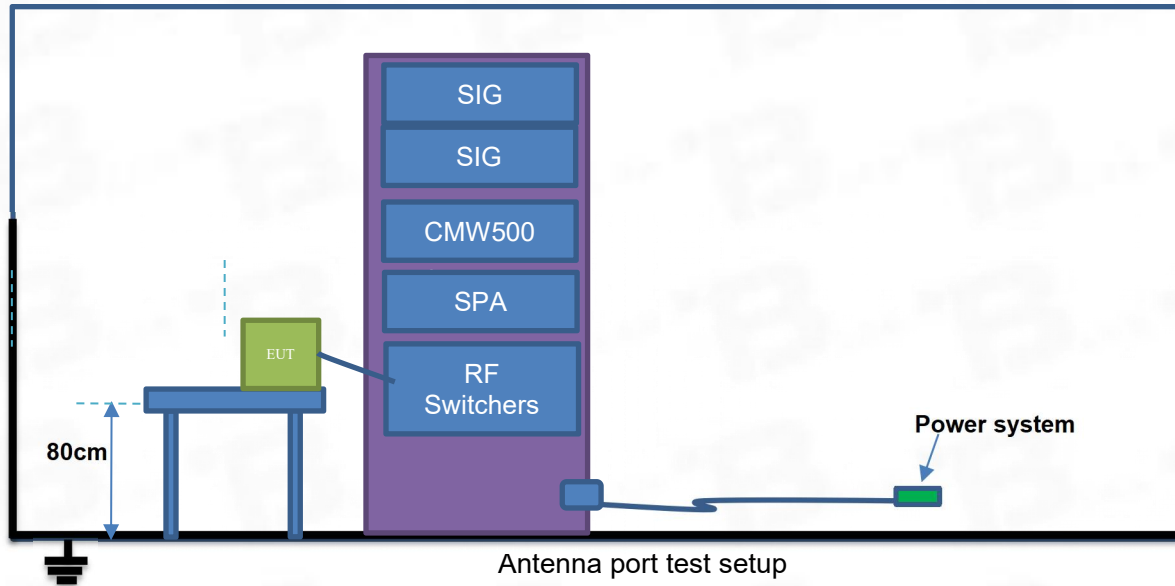 SIG
SIG
CMW500
SPA
EUT
RF
Switchers
80cm
Power system
Antenna port test setup